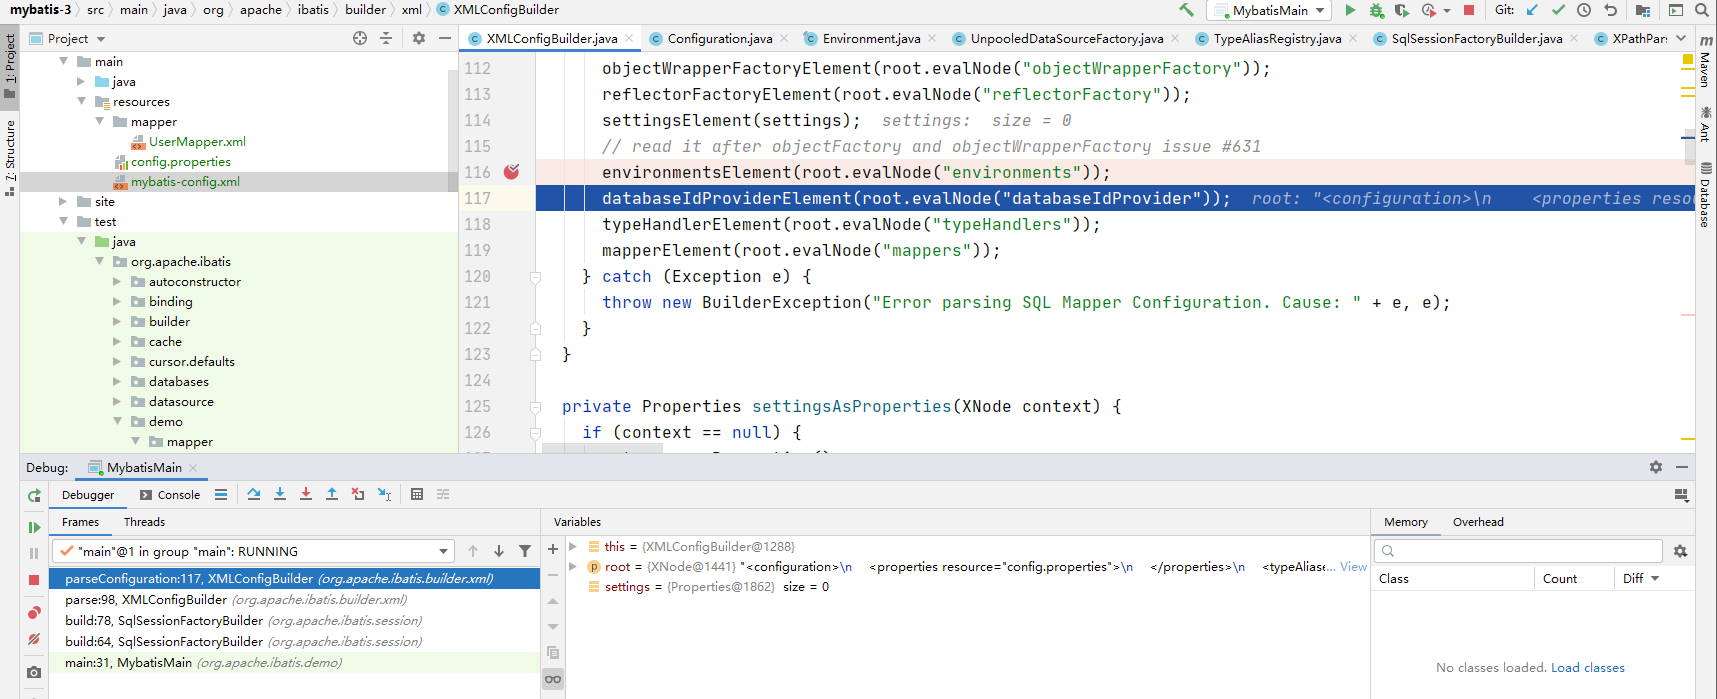 mybatis-3 > src > main > java > org > apache > ibatis > builder > xml > XMLConfigBuilder
MybatisMain
Git:
1: Project
7: Structure
Project
XMLConfigBuilder.java
Configuration.java
Environment.java
UnpooledDataSourceFactory.java
TypeAliasRegistry.java
SqlSessionFactoryBuilder.java
XPathPar
main
java
resources
mapper
UserMapper.xml
config.properties
mybatis-config.xml
site
test
java
org.apache.ibatis
autoconstructor
binding
builder
cache
cursor.defaults
databases
datasource
demo
mapper
112 objectWrapperFactoryElement(root.evalNode("objectWrapperFactory"));
113 reflectorFactoryElement(root.evalNode("reflectorFactory"));
114 settingsElement(settings); settings: size = 0
115 // read it after objectFactory and objectWrapperFactory issue #631
116 environmentsElement(root.evalNode("environments"));
117 databaseIdProviderElement(root.evalNode("databaseIdProvider")); root: "<configuration>\n <properties resou
118 typeHandlerElement(root.evalNode("typeHandlers"));
119 mapperElement(root.evalNode("mappers"));
120 } catch (Exception e) {
121 throw new BuilderException("Error parsing SQL Mapper Configuration. Cause: " + e, e);
122 }
123 }
124
125 private Properties settingsAsProperties(XNode context) {
126 if (context == null) {
m Maven
Ant
Database
Debug: MybatisMain
Debugger Console
Frames Threads
"main"@1 in group "main": RUNNING
parseConfiguration:117, XMLConfigBuilder (org.apache.ibatis.builder.xml)
parse:98, XMLConfigBuilder (org.apache.ibatis.builder.xml)
build:78, SqlSessionFactoryBuilder (org.apache.ibatis.session)
build:64, SqlSessionFactoryBuilder (org.apache.ibatis.session)
main:31, MybatisMain (org.apache.ibatis.demo)
Variables
this = {XMLConfigBuilder@1288}
root = {XNode@1441} "<configuration>\n <properties resource="config.properties">\n </properties>\n <typeAliase... View
settings = {Properties@1862} size = 0
Memory Overhead
Class Count Diff
No classes loaded. Load classes